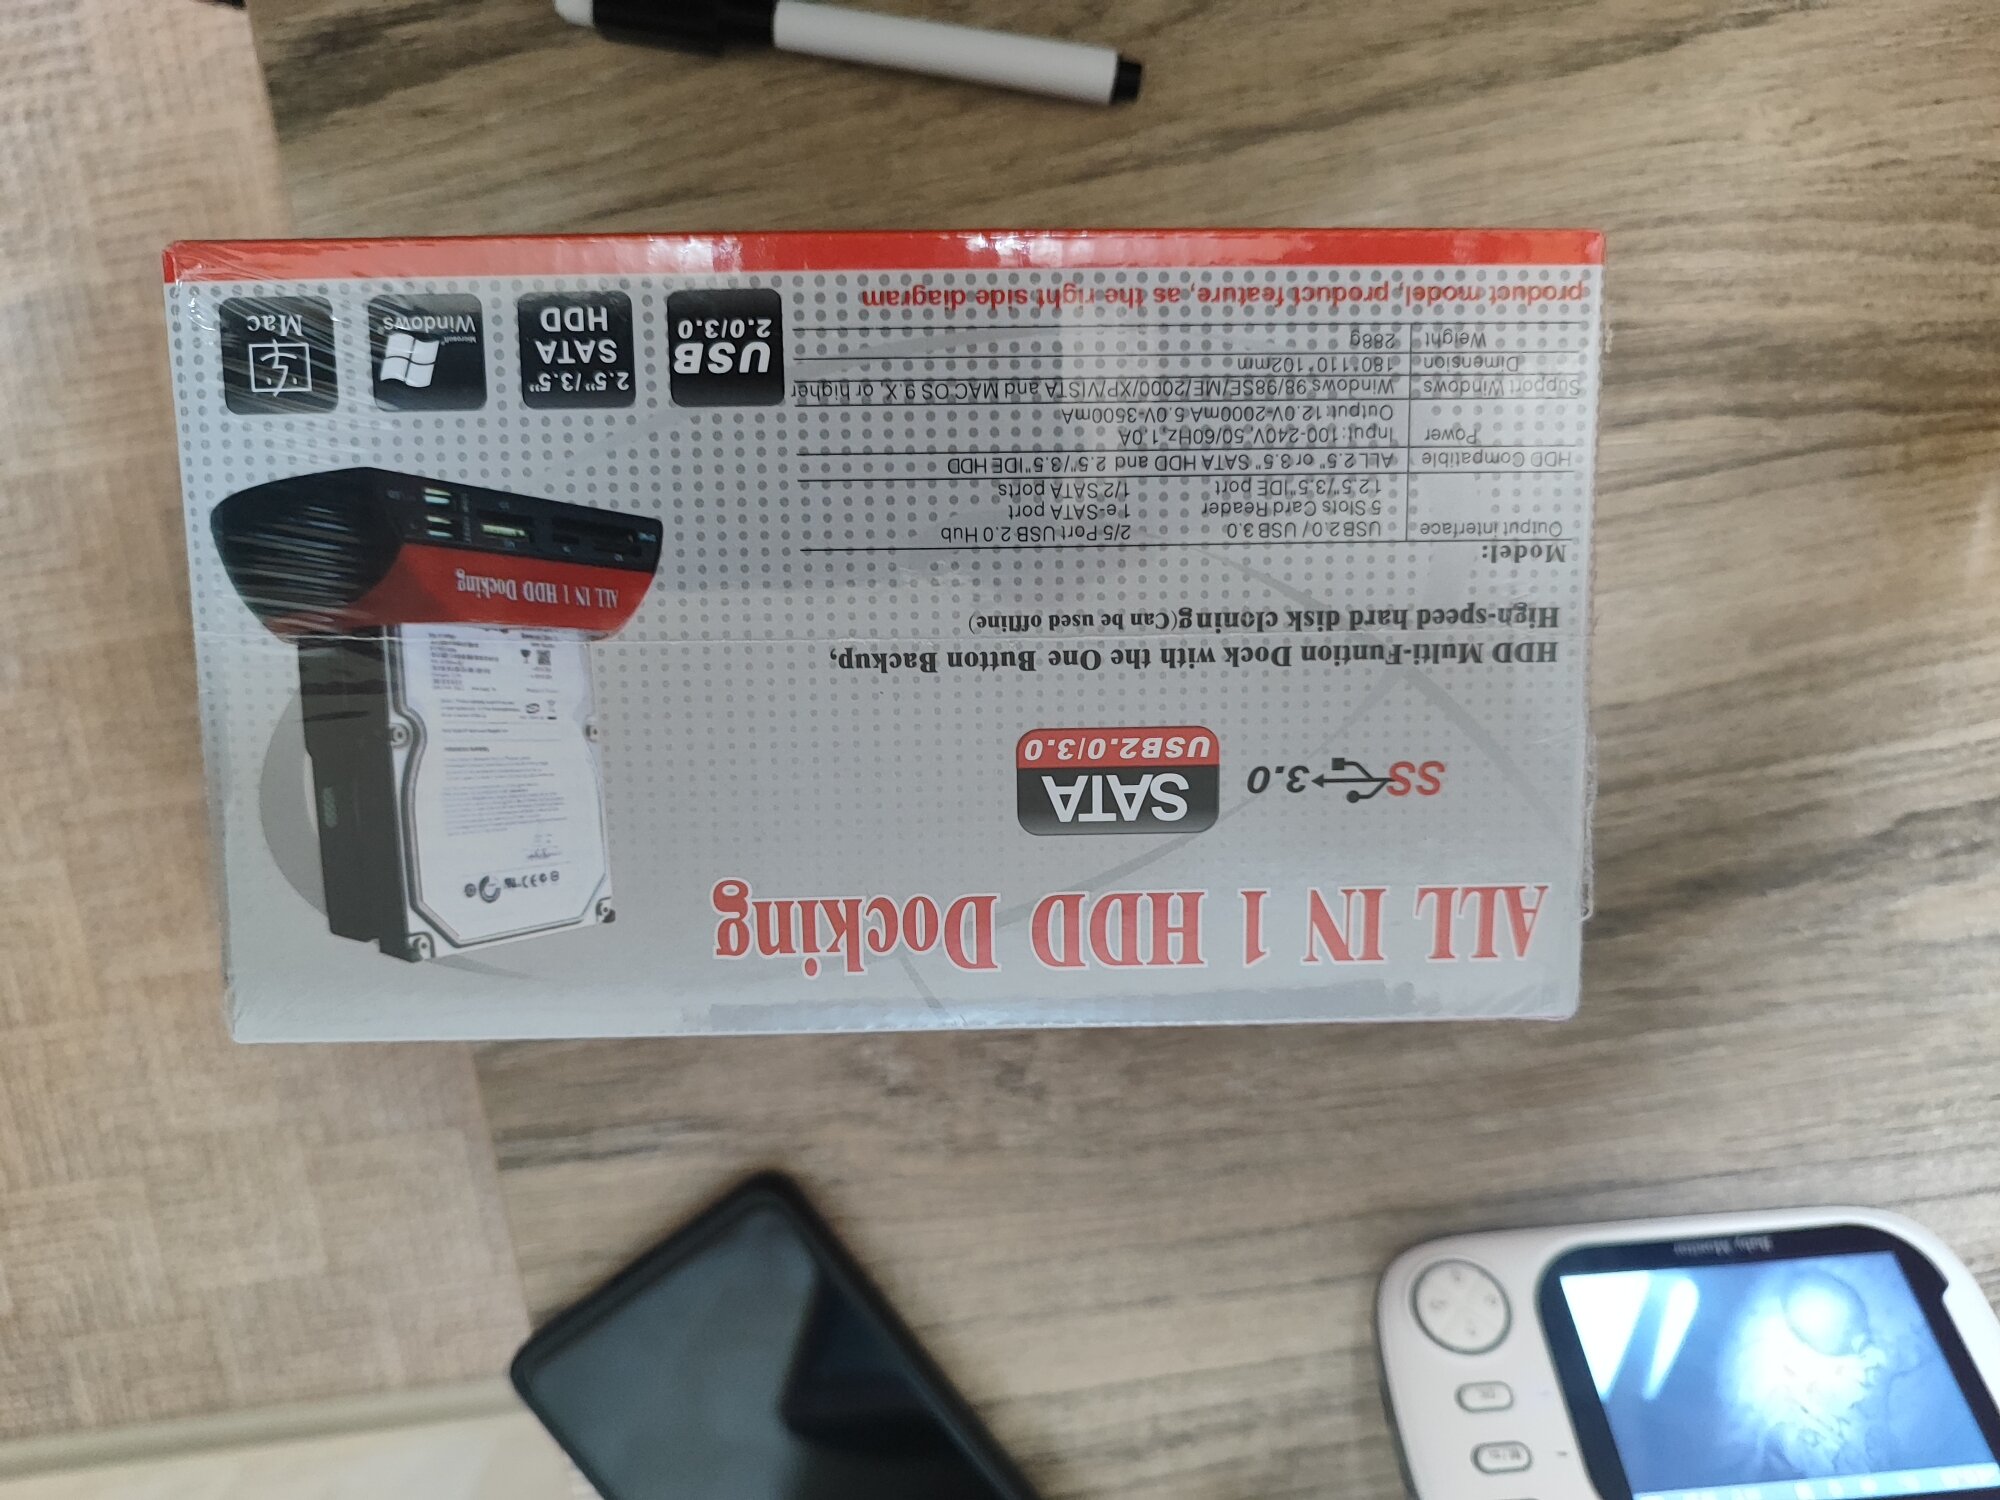 ALL IN 1 HDD Docking
SS 3.0
SATA
USB2.0/3.0
HDD Multi-Funtion Dock with the One Button Backup,
High-speed hard disk cloning(Can be used offline)
Model:
Output interface USB2.0 / USB3.0 2/5 Port USB 2.0 Hub
5 Slots Card Reader 1 e-SATA port
1 2.5"/3.5"IDE port 1/2 SATA ports
HDD Compatible ALL 2.5" or 3.5" SATA HDD and 2.5"/3.5"IDE HDD
Power Input: 100-240V, 50/60Hz, 1.0A
Output: 12.0V-2000mA 5.0V-3500mA
Support Windows Windows 98/98SE/ME/2000/XP/VISTA and MAC OS 9.X, or higher
Dimension 180*110*102mm
Weight 288g
product model, product feature, as the right side diagram
ALL IN 1 HDD Docking
USB
2.0/3.0
2.5"/3.5"
SATA
HDD
Microsoft
Windows
Mac
Baby Monitor